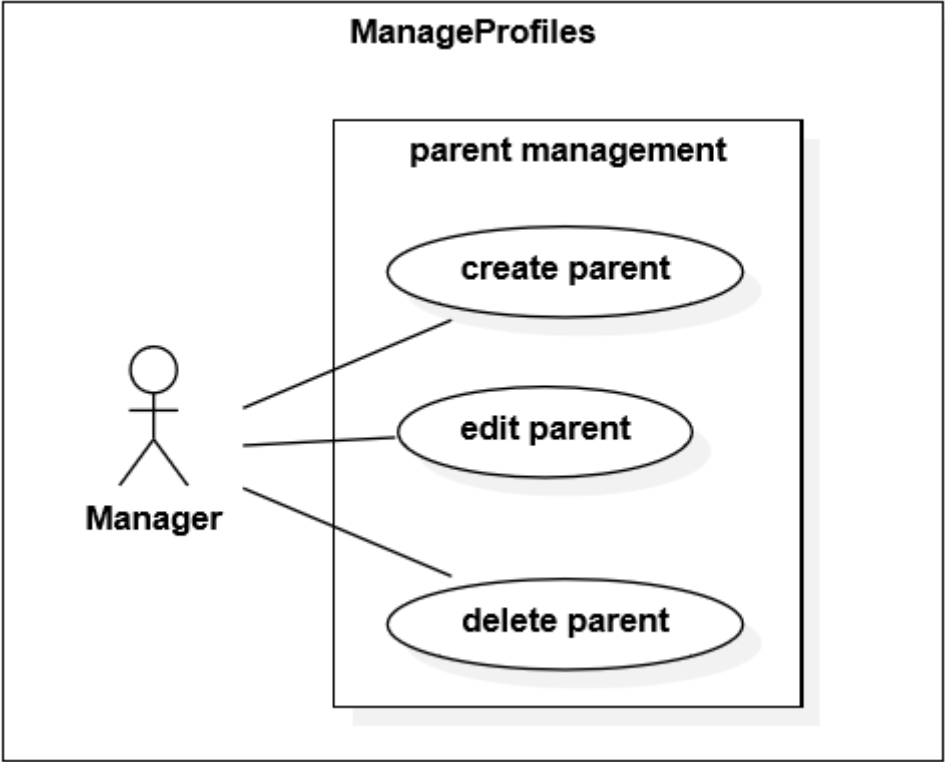 ManageProfiles
parent management
create parent
edit parent
Manager
delete parent